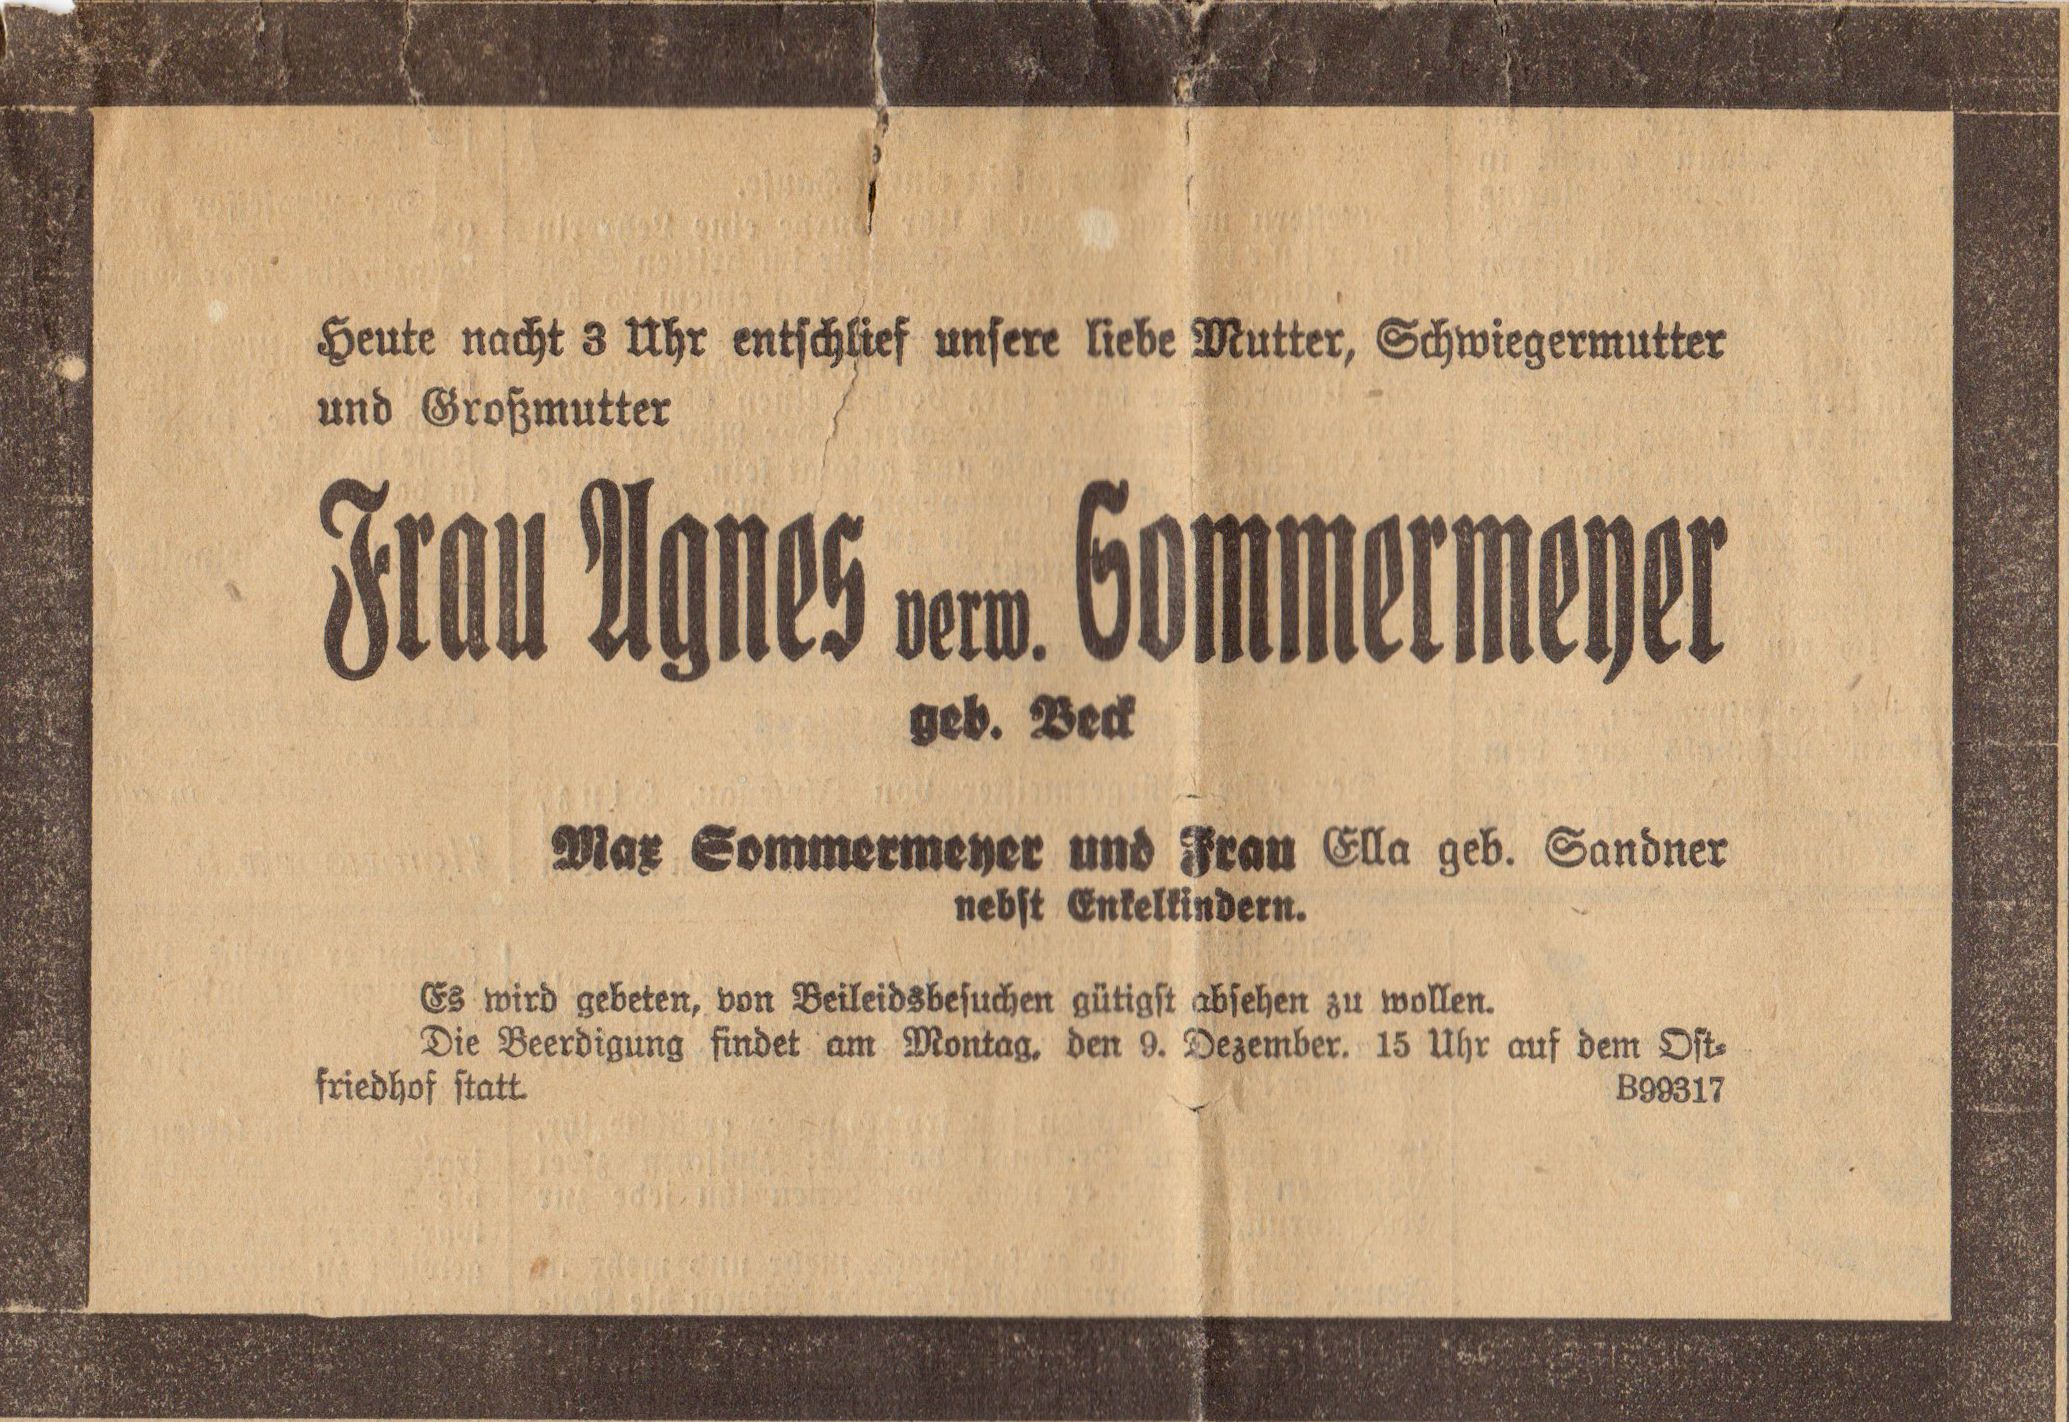 Heute nacht 3 Uhr entschlief unsere liebe Mutter, Schwiegermutter
und Großmutter
Frau Agnes verw. Sommermeyer
geb. Beck
Max Sommermeyer und Frau Ella geb. Sandner
nebst Enkelkindern.
Es wird gebeten, von Beileidsbesuchen gütigst absehen zu wollen.
Die Beerdigung findet am Montag, den 9. Dezember, 15 Uhr auf dem Ost-
friedhof statt. B99317